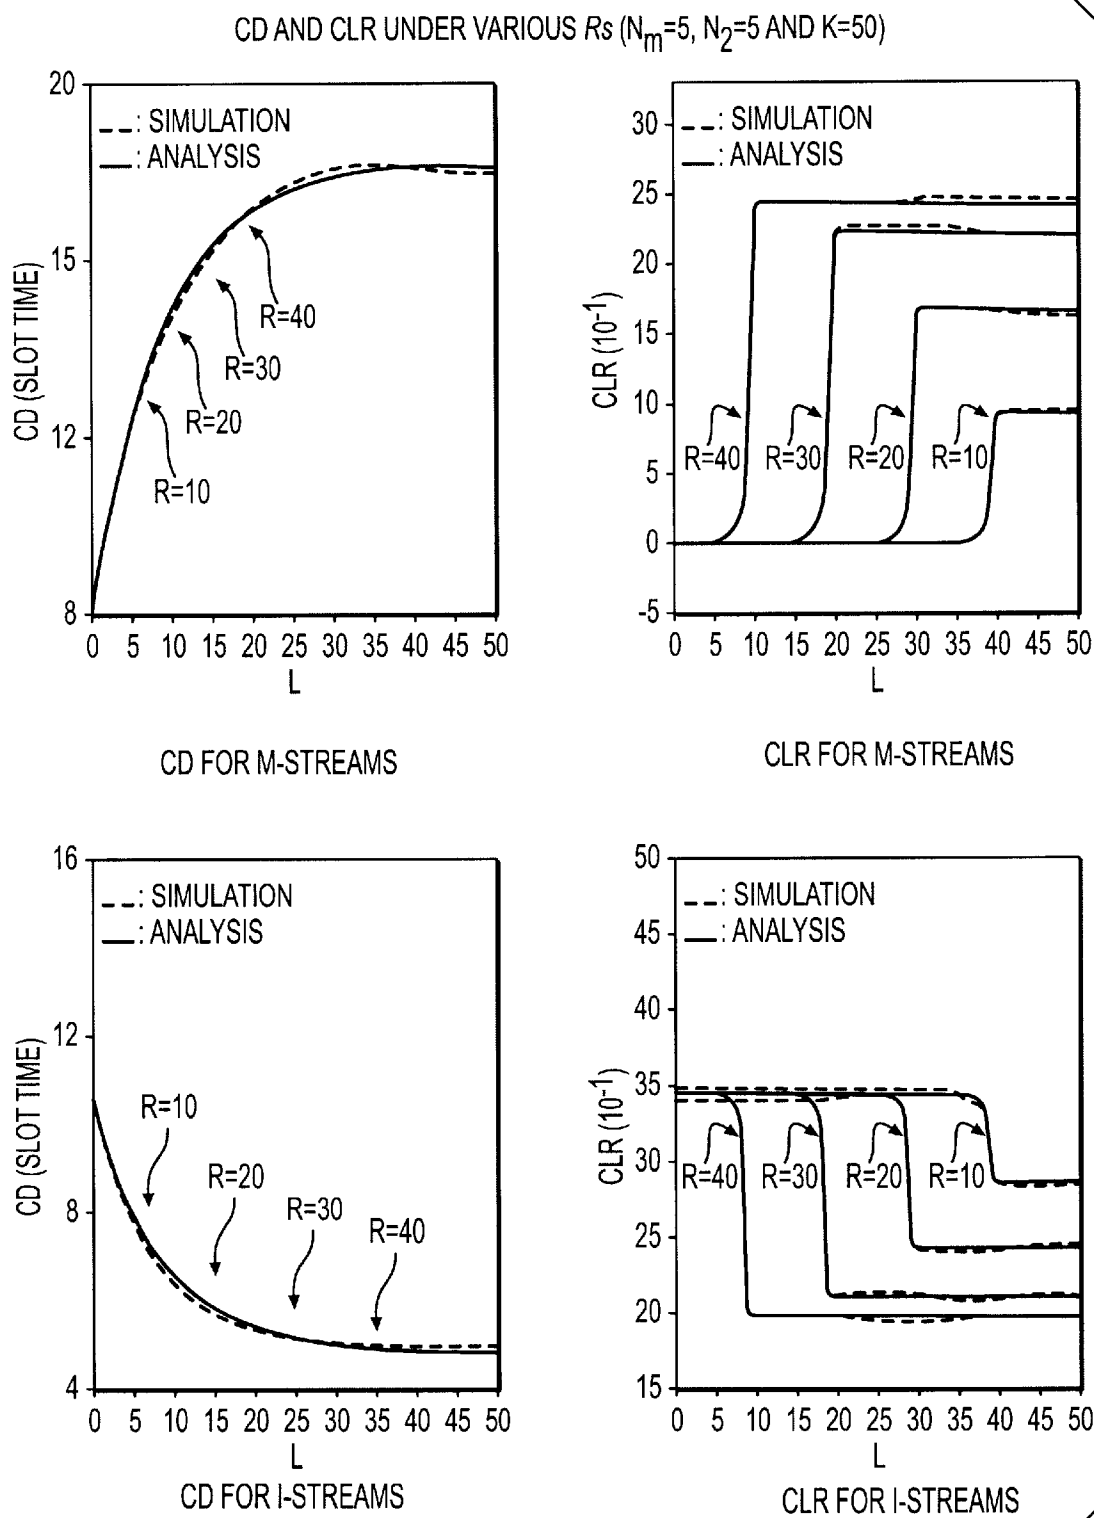 CD AND CLR UNDER VARIOUS Rs (Nm=5, N2=5 AND K=50)
20
15
12
8
CD (SLOT TIME)
--: SIMULATION
—: ANALYSIS
R=40
R=30
R=20
R=10
0 5 10 15 20 25 30 35 40 45 50
L
CD FOR M-STREAMS
30
25
20
15
10
5
0
-5
CLR (10-1)
--: SIMULATION
—: ANALYSIS
R=40 R=30 R=20 R=10
0 5 10 15 20 25 30 35 40 45 50
L
CLR FOR M-STREAMS
16
12
8
4
CD (SLOT TIME)
--: SIMULATION
—: ANALYSIS
R=10
R=20
R=30
R=40
0 5 10 15 20 25 30 35 40 45 50
L
CD FOR I-STREAMS
50
45
40
35
30
25
20
15
CLR (10-1)
--: SIMULATION
—: ANALYSIS
R=40 R=30 R=20 R=10
0 5 10 15 20 25 30 35 40 45 50
L
CLR FOR I-STREAMS